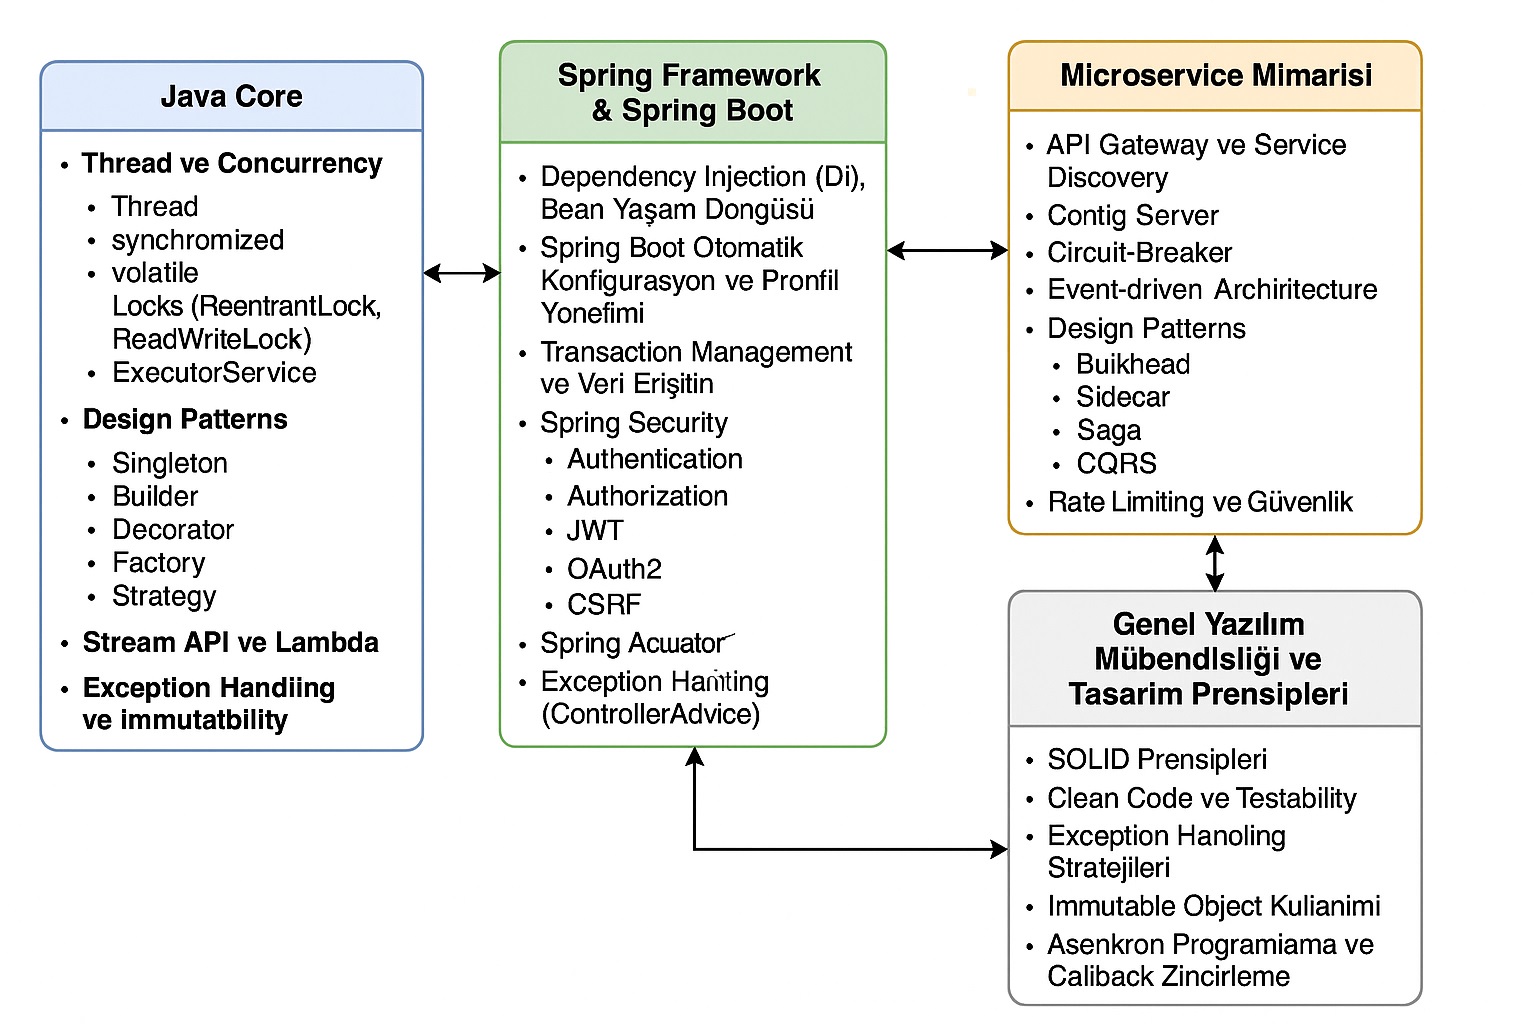 Java Core
• Thread ve Concurrency
• Thread
• synchromized
• volatile
Locks (ReentrantLock,
ReadWriteLock)
• ExecutorService
• Design Patterns
• Singleton
• Builder
• Decorator
• Factory
• Strategy
• Stream API ve Lambda
• Exception Handiing
ve immutatbility
Spring Framework
& Spring Boot
• Dependency Injection (Di),
Bean Yaşam Dongüsü
• Spring Boot Otomatik
Konfigurasyon ve Pronfil
Yonefimi
• Transaction Management
ve Veri Erişitin
• Spring Security
• Authentication
• Authorization
• JWT
• OAuth2
• CSRF
• Spring Acuator
• Exception
(ControllerAdvice)
Microservice Mimarisi
• API Gateway ve Service
Discovery
• Contig Server
• Circuit-Breaker
• Event-driven Archiritecture
• Design Patterns
• Buikhead
• Sidecar
• Saga
• CQRS
• Rate Limiting ve Güvenlik
Genel Yazılım
Mübendlsliği ve
Tasarim Prensipleri
• SOLID Prensipleri
• Clean Code ve Testability
• Exception Hanoling
Stratejileri
• Immutable Object Kulianimi
• Asenkron Programiama ve
Caliback Zincirleme